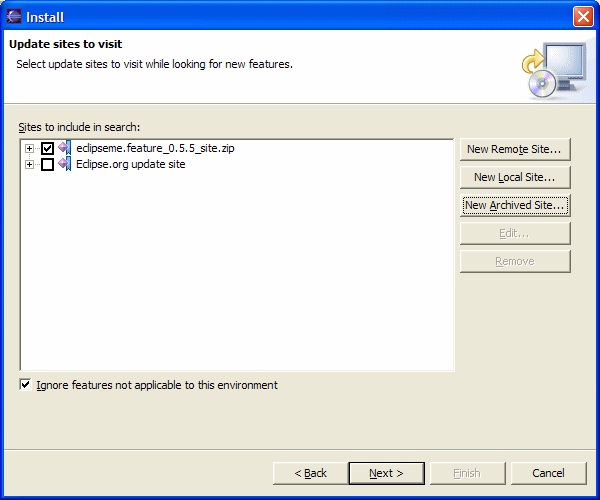 Install
Update sites to visit
Select update sites to visit while looking for new features.
Sites to include in search:
eclipseme.feature_0.5.5_site.zip
Eclipse.org update site
New Remote Site...
New Local Site...
New Archived Site...
Edit...
Remove
Ignore features not applicable to this environment
< Back
Next >
Finish
Cancel